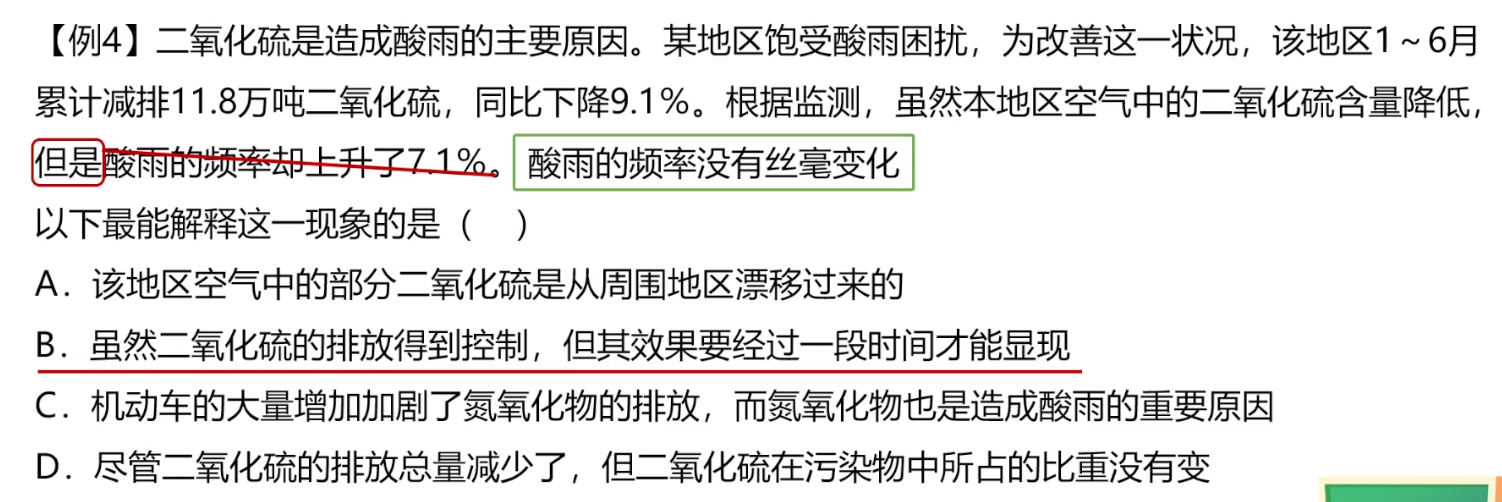 【例4】二氧化硫是造成酸雨的主要原因。某地区饱受酸雨困扰，为改善这一状况，该地区1～6月
累计减排11.8万吨二氧化硫，同比下降9.1%。根据监测，虽然本地区空气中的二氧化硫含量降低，
但是酸雨的频率却上升了7.1%。 酸雨的频率没有丝毫变化
以下最能解释这一现象的是（　）
A．该地区空气中的部分二氧化硫是从周围地区漂移过来的
B．虽然二氧化硫的排放得到控制，但其效果要经过一段时间才能显现
C．机动车的大量增加加剧了氮氧化物的排放，而氮氧化物也是造成酸雨的重要原因
D．尽管二氧化硫的排放总量减少了，但二氧化硫在污染物中所占的比重没有变